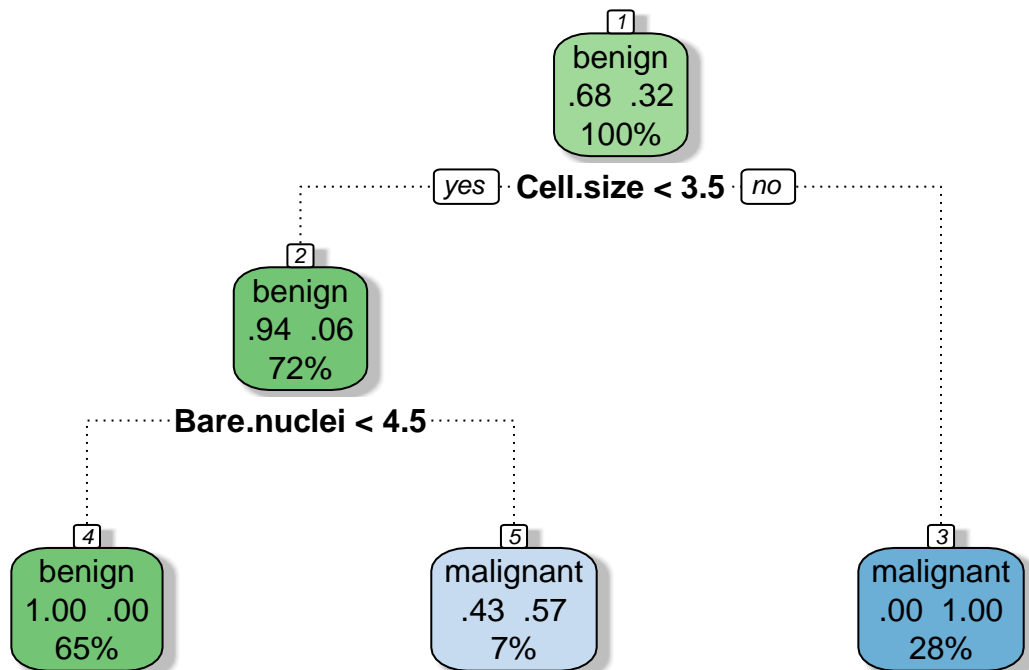 1
benign
.68 .32
100%
yes Cell.size < 3.5 no
2
benign
.94 .06
72%
Bare.nuclei < 4.5
4
benign
1.00 .00
65%
5
malignant
.43 .57
7%
3
malignant
.00 1.00
28%